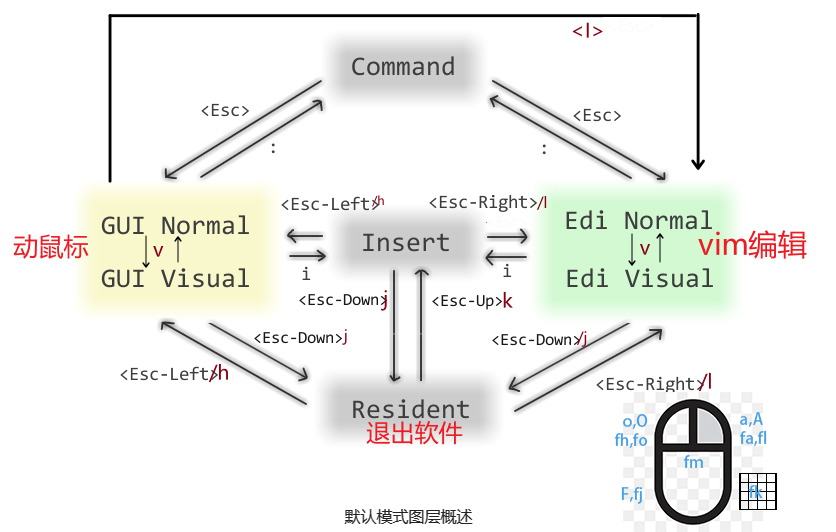 <l>
Command
<Esc>
<Esc>
:
:
<Esc-Left>/h
<Esc-Right>/l
GUI Normal
v
GUI Visual
动鼠标
Insert
Edi Normal
v
Edi Visual
vim编辑
i
i
<Esc-Down>j
<Esc-Up>k
<Esc-Down>j
<Esc-Down>/j
<Esc-Left>/h
<Esc-Right>/l
Resident
退出软件
o,O
fh,fo
a,A
fa,fl
fm
F,fj
fk
默认模式图层概述